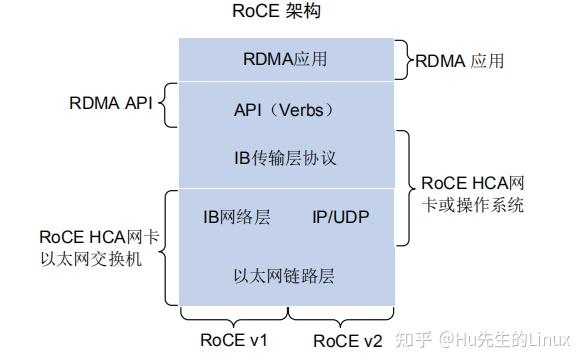 RoCE 架构
RDMA应用
RDMA 应用
RDMA API
API（Verbs）
IB传输层协议
RoCE HCA网
卡或操作系统
IB网络层
IP/UDP
RoCE HCA网卡
以太网交换机
以太网链路层
RoCE v1
RoCE v2
知乎 @Hu先生的Linux